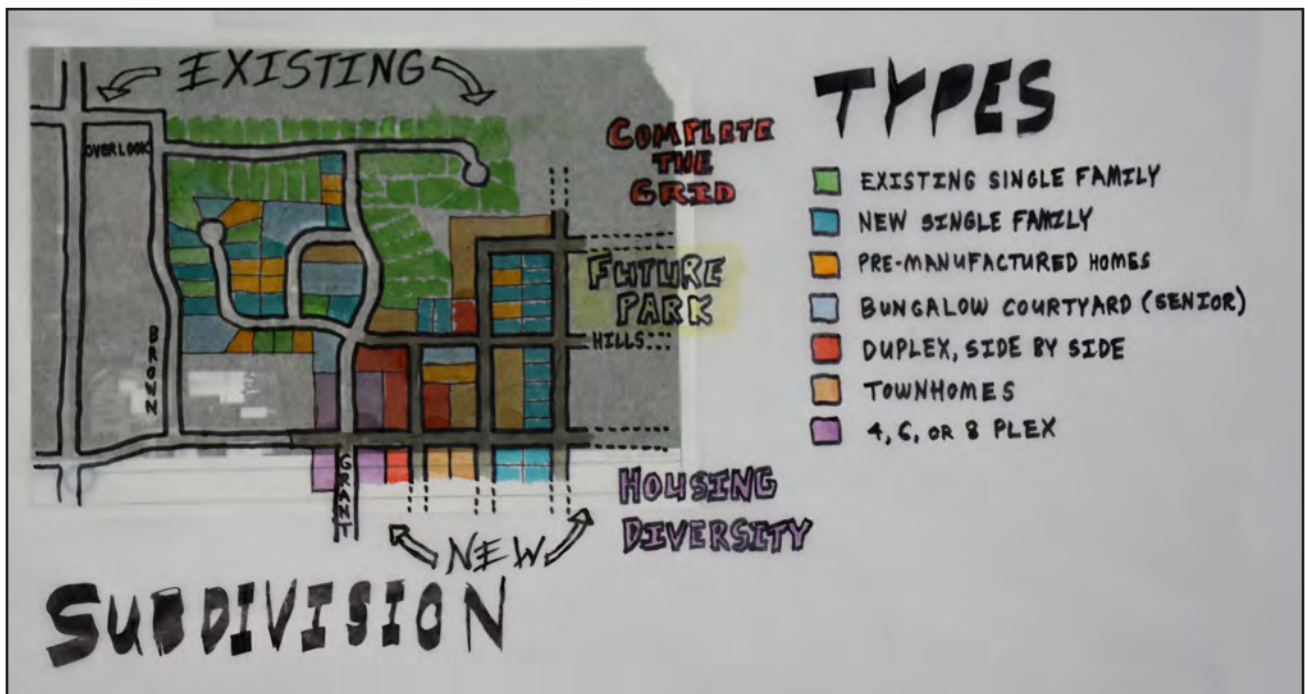 EXISTING
OVERLOOK
BROWN
COMPLETE
THE
GRID
FUTURE
PARK
HILLS
GRANT
HOUSING
DIVERSITY
NEW
SUBDIVISION
TYPES
EXISTING SINGLE FAMILY
NEW SINGLE FAMILY
PRE-MANUFACTURED HOMES
BUNGALOW COURTYARD (SENIOR)
DUPLEX, SIDE BY SIDE
TOWNHOMES
4, 6, OR 8 PLEX